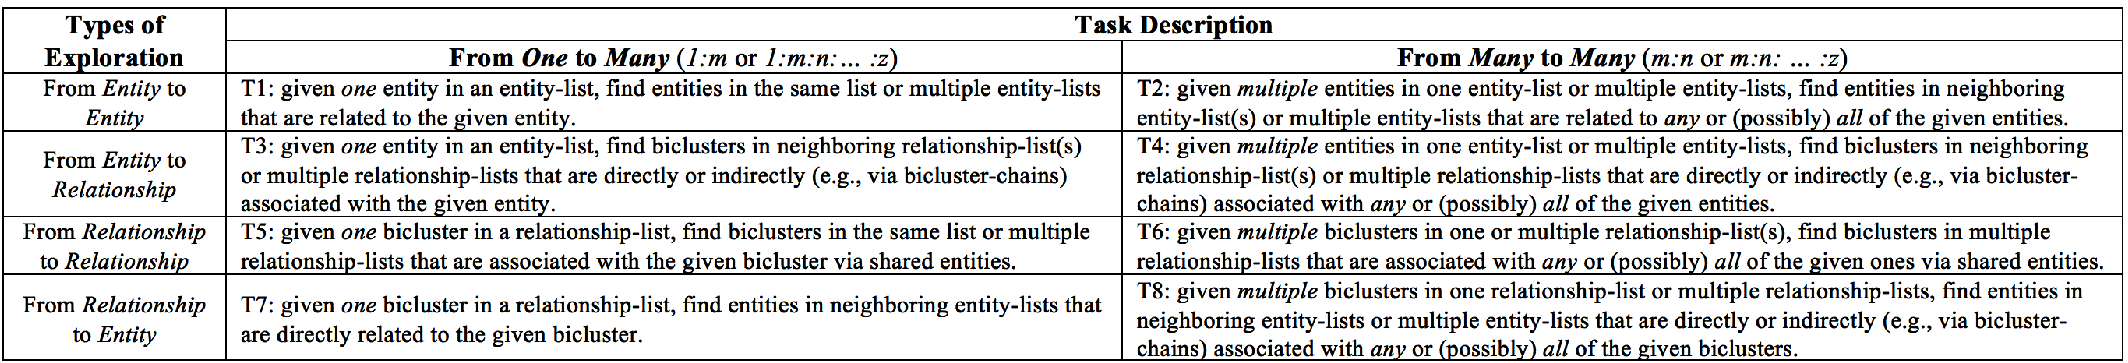 Types of
Exploration
Task Description
From One to Many (1:m or 1:m:n:… :z)
From Many to Many (m:n or m:n: … :z)
From Entity to
Entity
T1: given one entity in an entity-list, find entities in the same list or multiple entity-lists
that are related to the given entity.
T2: given multiple entities in one entity-list or multiple entity-lists, find entities in neighboring
entity-list(s) or multiple entity-lists that are related to any or (possibly) all of the given entities.
From Entity to
Relationship
T3: given one entity in an entity-list, find biclusters in neighboring relationship-list(s)
or multiple relationship-lists that are directly or indirectly (e.g., via bicluster-chains)
associated with the given entity.
T4: given multiple entities in one entity-list or multiple entity-lists, find biclusters in neighboring
relationship-list(s) or multiple relationship-lists that are directly or indirectly (e.g., via bicluster-
chains) associated with any or (possibly) all of the given entities.
From Relationship
to Relationship
T5: given one bicluster in a relationship-list, find biclusters in the same list or multiple
relationship-lists that are associated with the given bicluster via shared entities.
T6: given multiple biclusters in one or multiple relationship-list(s), find biclusters in multiple
relationship-lists that are associated with any or (possibly) all of the given ones via shared entities.
From Relationship
to Entity
T7: given one bicluster in a relationship-list, find entities in neighboring entity-lists that
are directly related to the given bicluster.
T8: given multiple biclusters in one relationship-list or multiple relationship-lists, find entities in
neighboring entity-lists or multiple entity-lists that are directly or indirectly (e.g., via bicluster-
chains) associated with any or (possibly) all of the given biclusters.